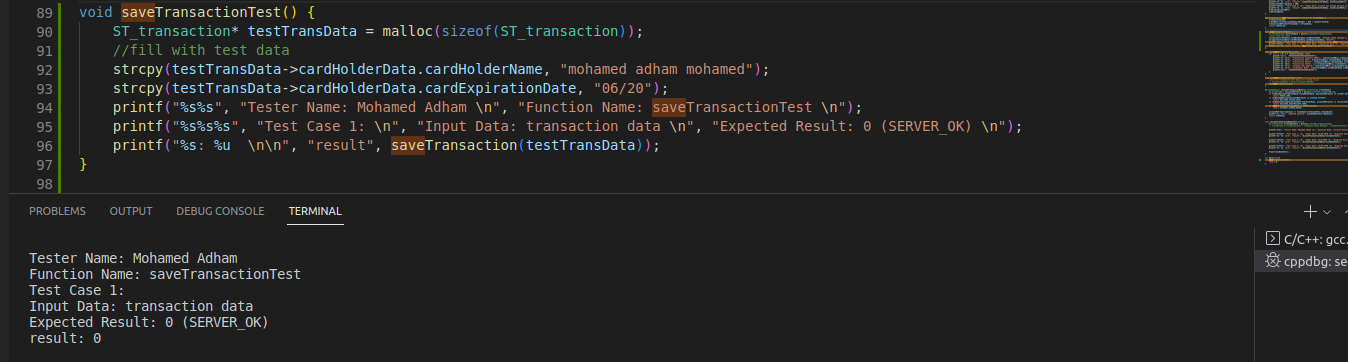 89 void saveTransactionTest() {
90 ST_transaction* testTransData = malloc(sizeof(ST_transaction));
91 //fill with test data
92 strcpy(testTransData->cardHolderData.cardHolderName, "mohamed adham mohamed");
93 strcpy(testTransData->cardHolderData.cardExpirationDate, "06/20");
94 printf("%s%s", "Tester Name: Mohamed Adham \n", "Function Name: saveTransactionTest \n");
95 printf("%s%s%s", "Test Case 1: \n", "Input Data: transaction data \n", "Expected Result: 0 (SERVER_OK) \n");
96 printf("%s: %u  \n\n", "result", saveTransaction(testTransData));
97 }
98
PROBLEMS OUTPUT DEBUG CONSOLE TERMINAL
C/C++: gcc.
cppdbg: se
Tester Name: Mohamed Adham
Function Name: saveTransactionTest
Test Case 1:
Input Data: transaction data
Expected Result: 0 (SERVER_OK)
result: 0